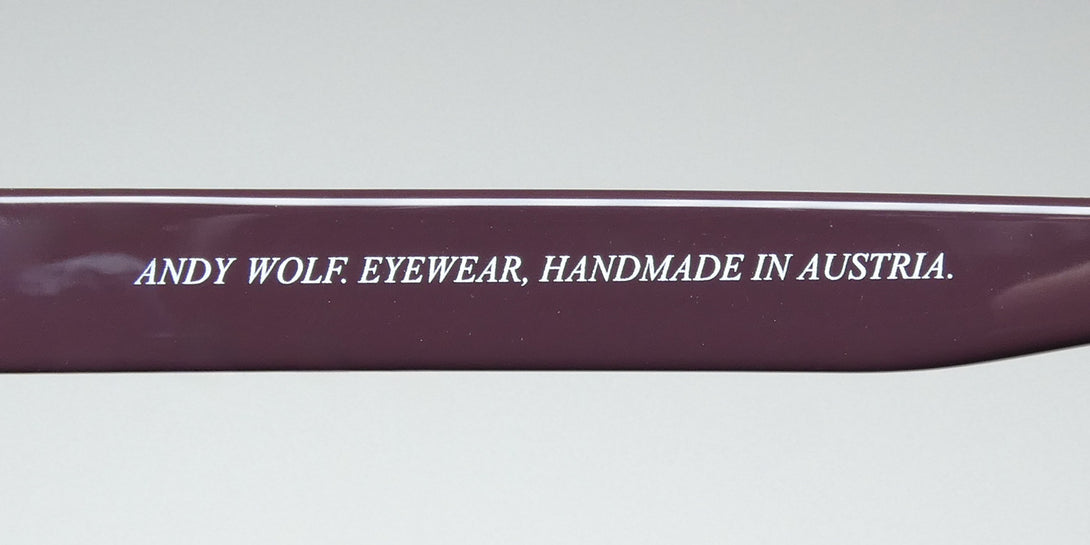 ANDY WOLF. EYEWEAR, HANDMADE IN AUSTRIA.